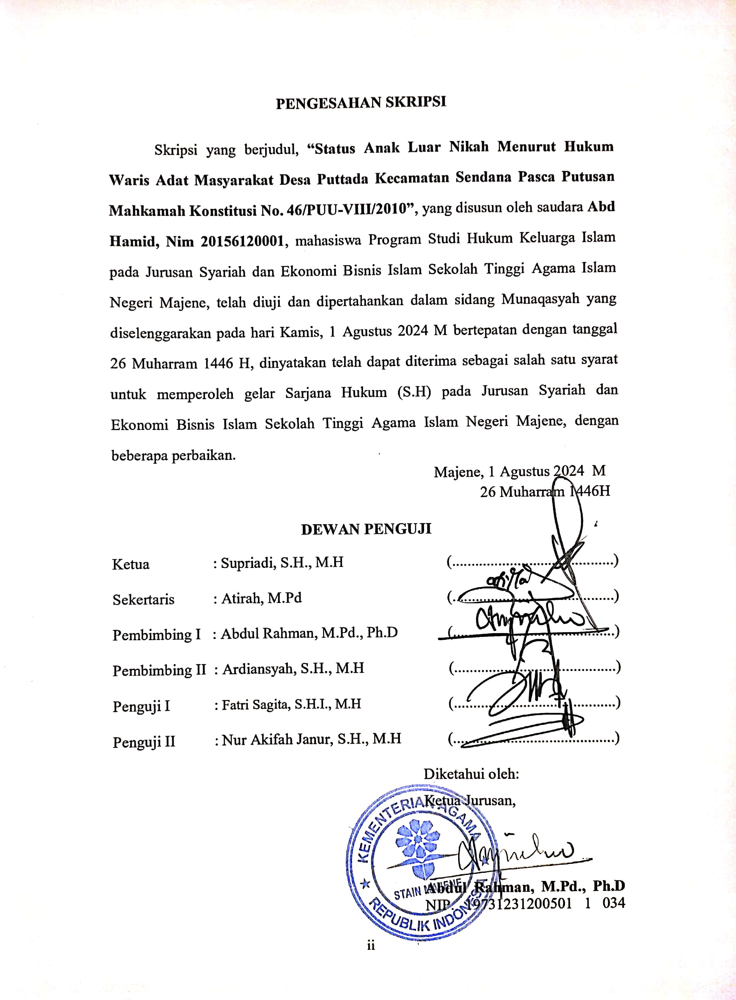 PENGESAHAN SKRIPSI
Skripsi yang berjudul, “Status Anak Luar Nikah Menurut Hukum
Waris Adat Masyarakat Desa Puttada Kecamatan Sendana Pasca Putusan
Mahkamah Konstitusi No. 46/PUU-VIII/2010”, yang disusun oleh saudara Abd
Hamid, Nim 20156120001, mahasiswa Program Studi Hukum Keluarga Islam
pada Jurusan Syariah dan Ekonomi Bisnis Islam Sekolah Tinggi Agama Islam
Negeri Majene, telah diuji dan dipertahankan dalam sidang Munaqasyah yang
diselenggarakan pada hari Kamis, 1 Agustus 2024 M bertepatan dengan tanggal
26 Muharram 1446 H, dinyatakan telah dapat diterima sebagai salah satu syarat
untuk memperoleh gelar Sarjana Hukum (S.H) pada Jurusan Syariah dan
Ekonomi Bisnis Islam Sekolah Tinggi Agama Islam Negeri Majene, dengan
beberapa perbaikan.
Majene, 1 Agustus 2024 M
26 Muharram 1446H
DEWAN PENGUJI
Ketua : Supriadi, S.H., M.H (..........................................)
Sekertaris : Atirah, M.Pd (..........................................)
Pembimbing I : Abdul Rahman, M.Pd., Ph.D (..........................................)
Pembimbing II : Ardiansyah, S.H., M.H (..........................................)
Penguji I : Fatri Sagita, S.H.I., M.H (..........................................)
Penguji II : Nur Akifah Janur, S.H., M.H (..........................................)
Diketahui oleh:
Ketua Jurusan,
KEMENTERIAN AGAMA
STAIN MAJENE
REPUBLIK INDONESIA
Abdul Rahman, M.Pd., Ph.D
NIP. 19731231200501 1 034
ii